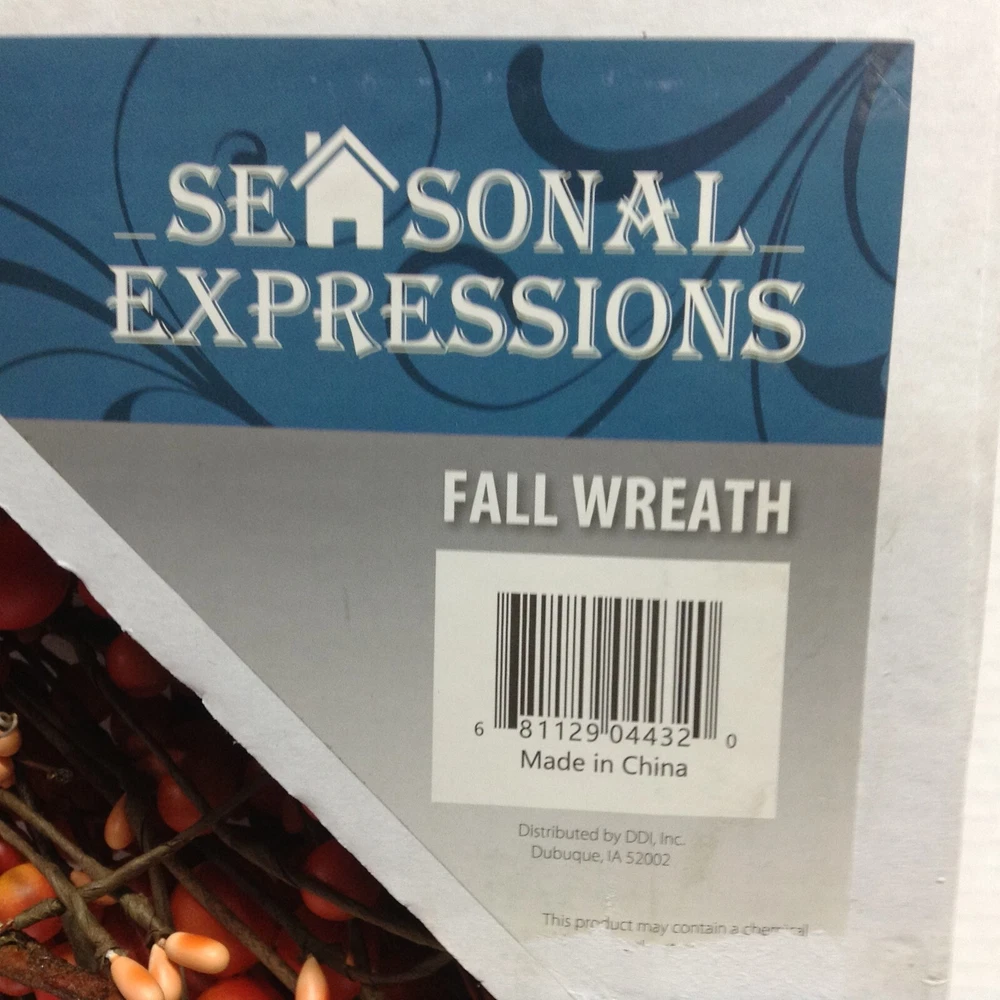 SEASONAL
EXPRESSIONS
FALL WREATH
6 81129 04432 0
Made in China
Distributed by DDI, Inc.
Dubuque, IA 52002
This product may contain a chemical